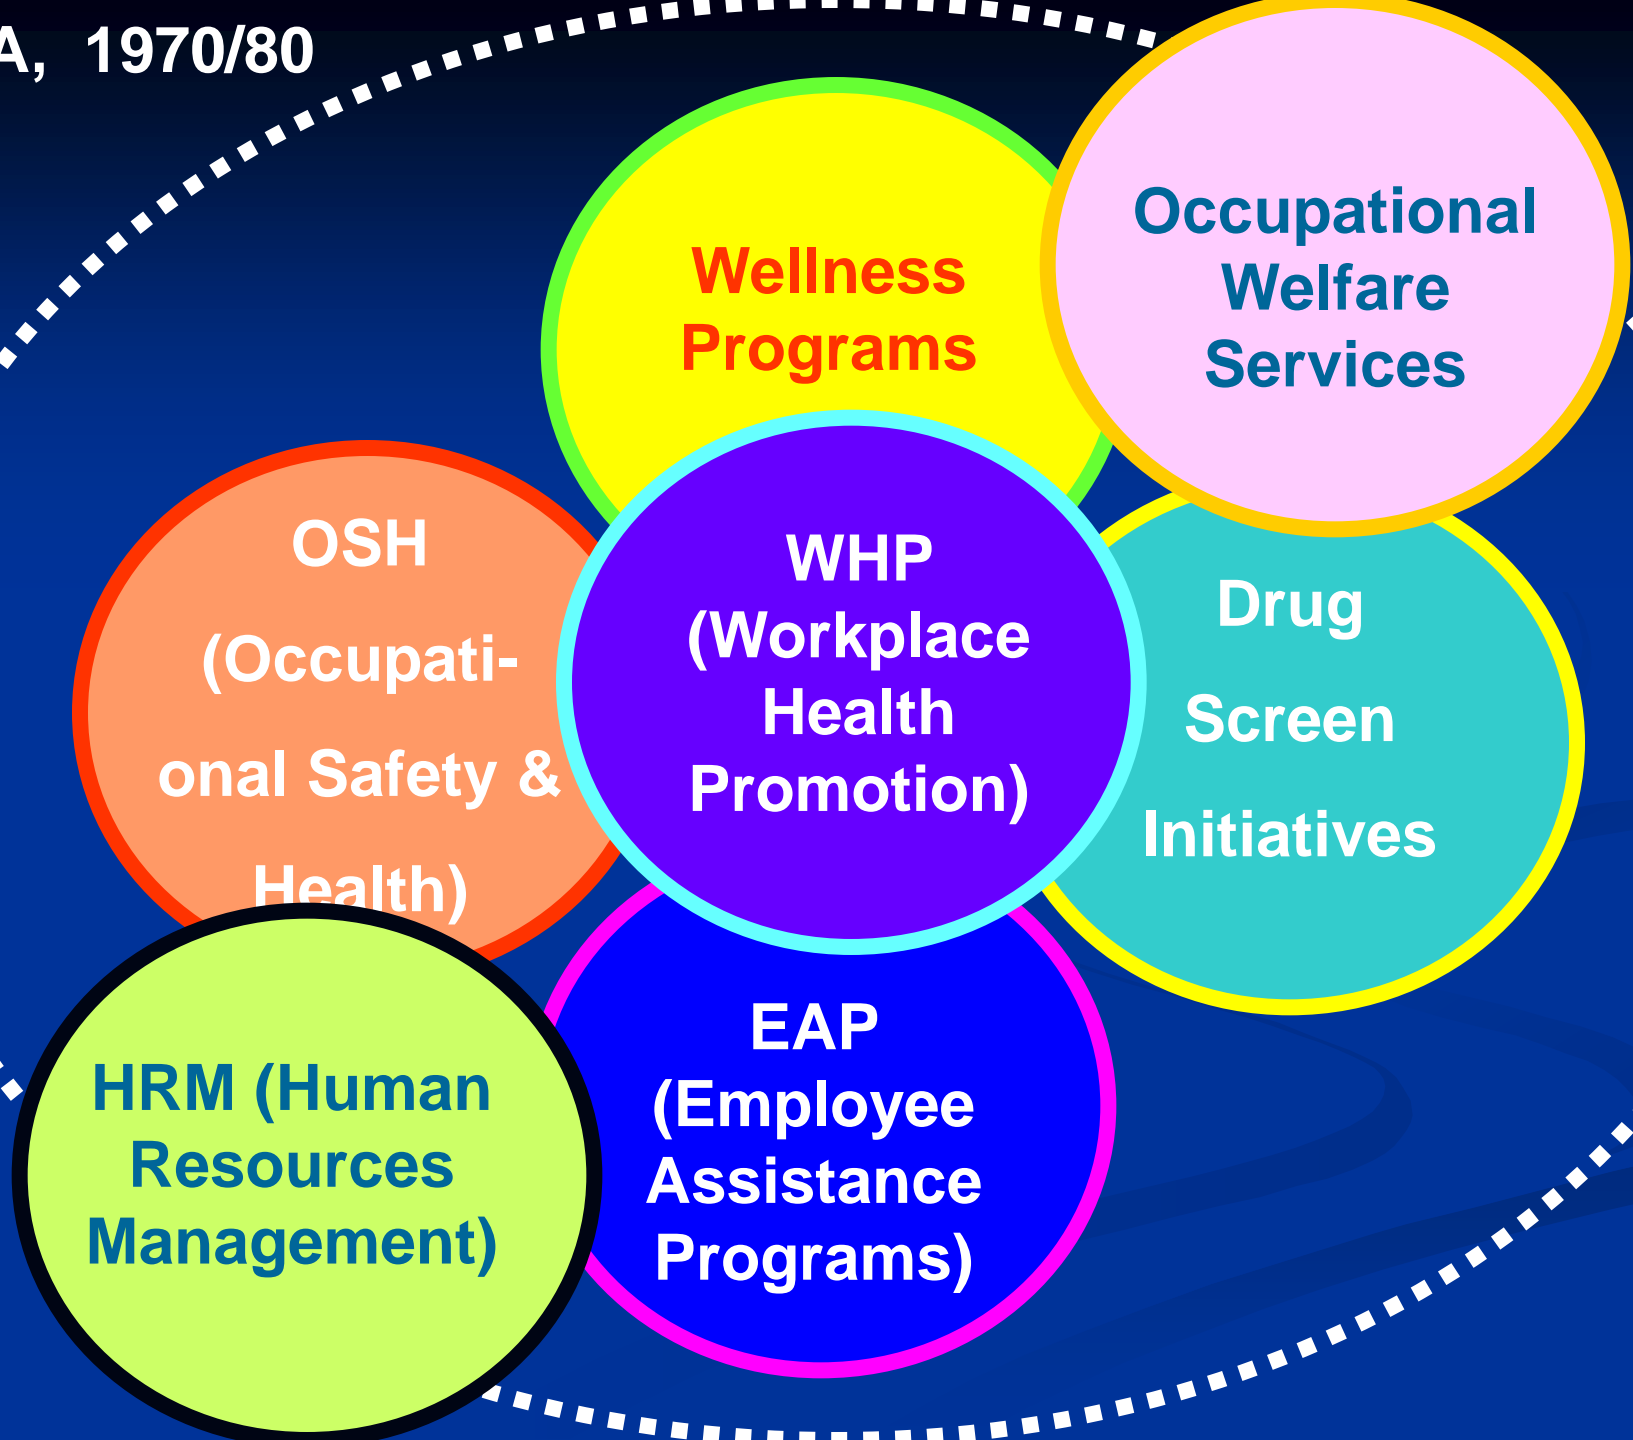 A, 1970/80
Wellness
Programs
Occupational
Welfare
Services
OSH
(Occupati-
onal Safety &
Health)
WHP
(Workplace
Health
Promotion)
Drug
Screen
Initiatives
HRM (Human
Resources
Management)
EAP
(Employee
Assistance
Programs)